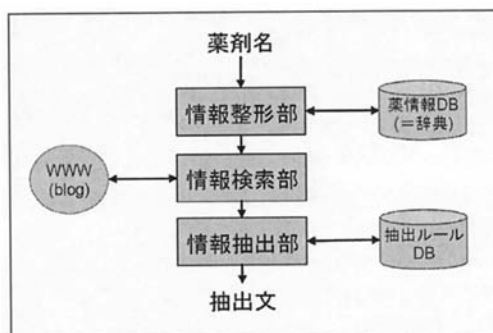 薬剤名
情報整形部
薬情報DB
(=辞典)
WWW
(blog)
情報検索部
情報抽出部
抽出ルール
DB
抽出文